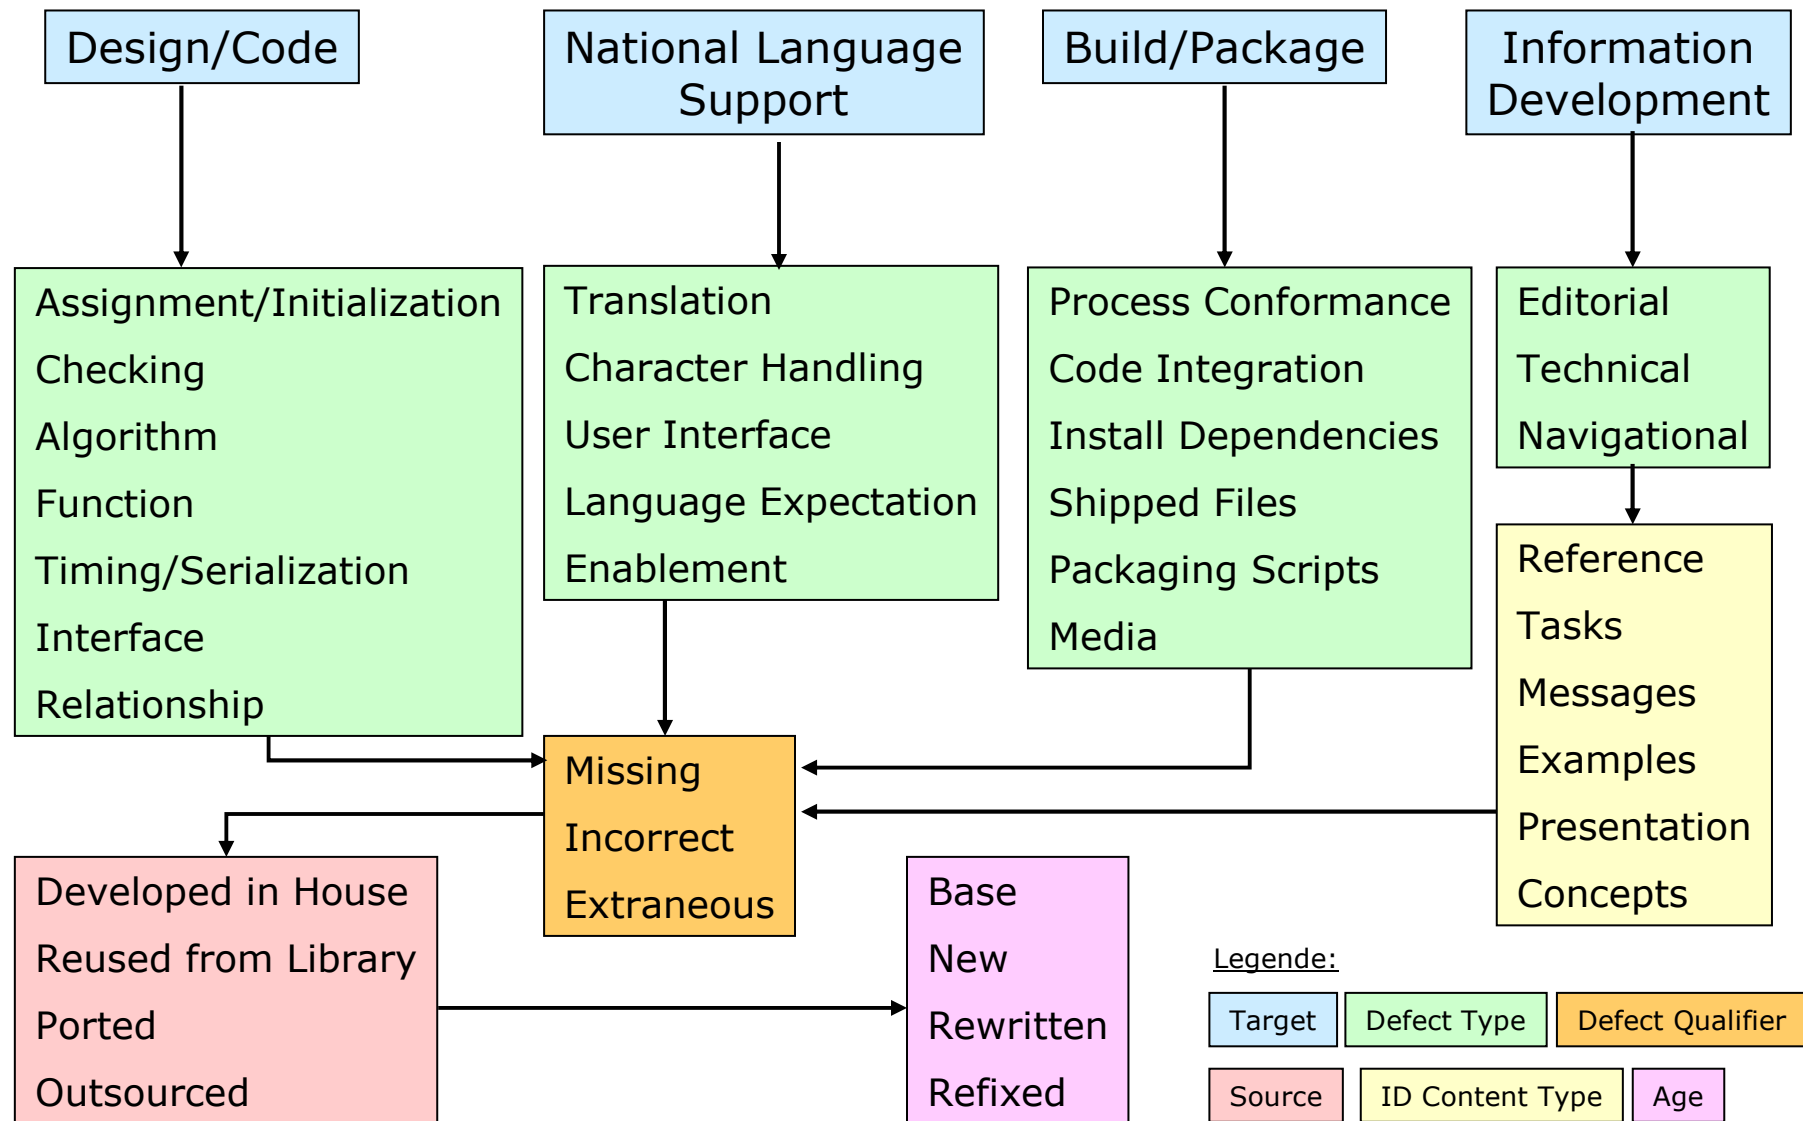 Design/Code
National Language
Support
Build/Package
Information
Development
Assignment/Initialization
Checking
Algorithm
Function
Timing/Serialization
Interface
Relationship
Translation
Character Handling
User Interface
Language Expectation
Enablement
Process Conformance
Code Integration
Install Dependencies
Shipped Files
Packaging Scripts
Media
Editorial
Technical
Navigational
Reference
Tasks
Messages
Examples
Presentation
Concepts
Missing
Incorrect
Extraneous
Developed in House
Reused from Library
Ported
Outsourced
Base
New
Rewritten
Refixed
Legende:
Target
Defect Type
Defect Qualifier
Source
ID Content Type
Age